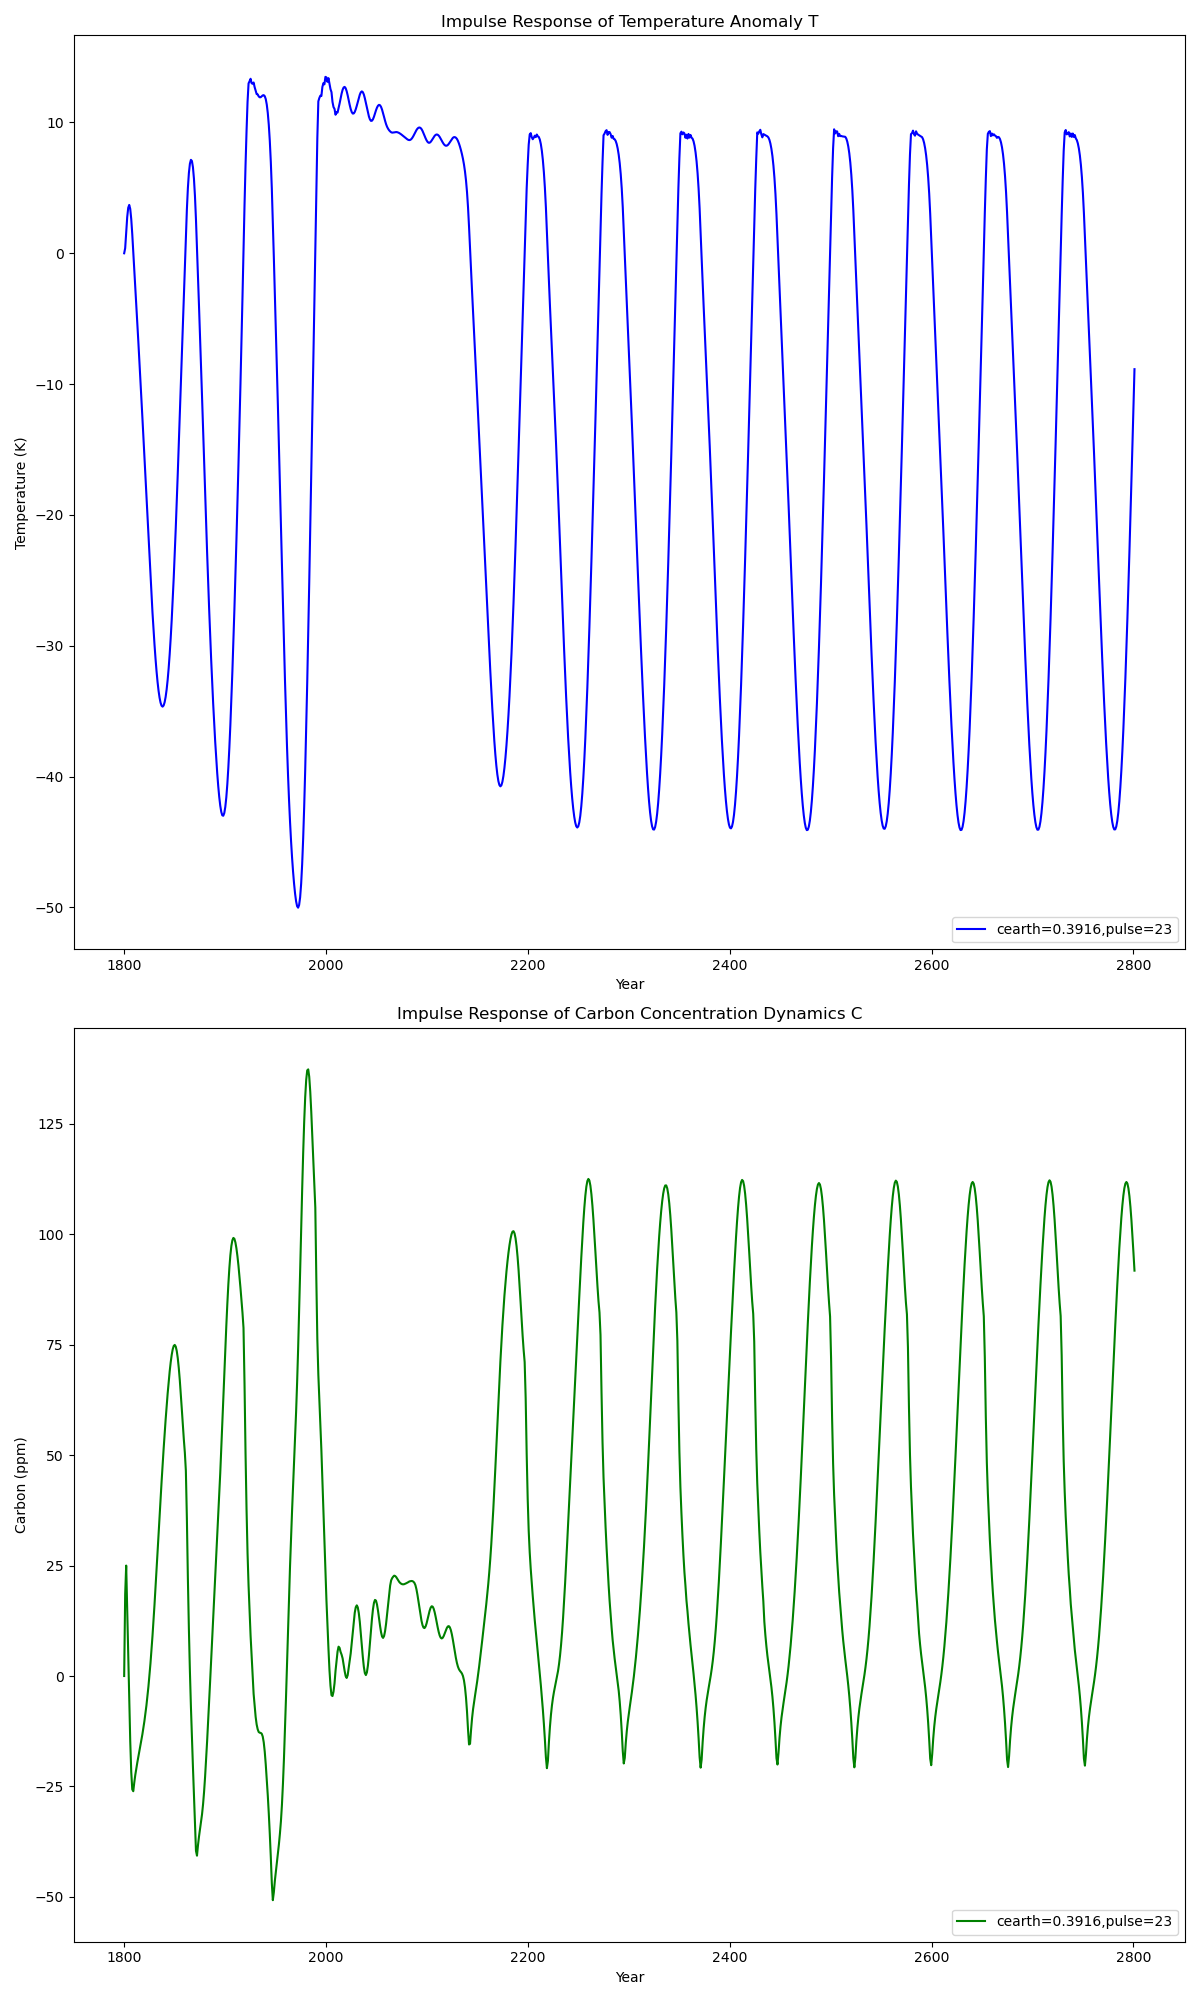 Impulse Response of Temperature Anomaly T
10
0
−10
−20
−30
−40
−50
Temperature (K)
cearth=0.3916,pulse=23
1800 2000 2200 2400 2600 2800
Year
Impulse Response of Carbon Concentration Dynamics C
125
100
75
50
25
0
−25
−50
Carbon (ppm)
cearth=0.3916,pulse=23
1800 2000 2200 2400 2600 2800
Year